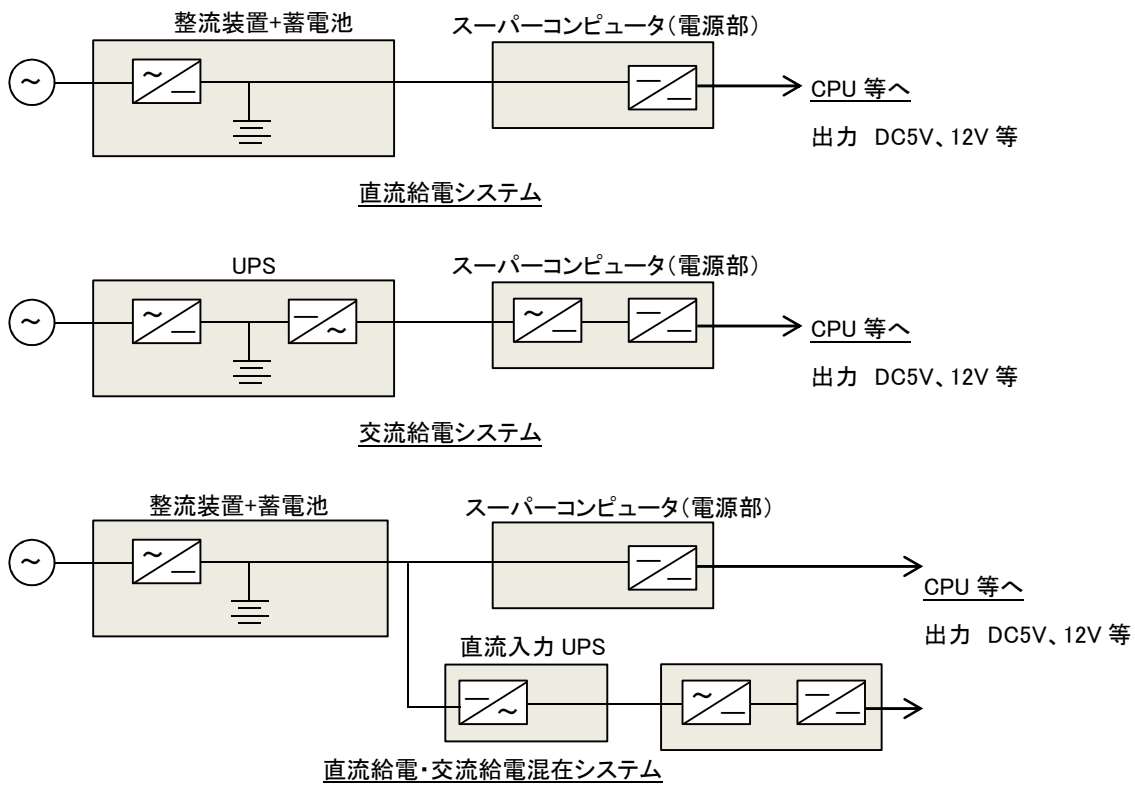 整流装置+蓄電池
スーパーコンピュータ（電源部）
~
~
CPU 等へ
出力 DC5V、12V 等
直流給電システム
UPS
スーパーコンピュータ（電源部）
~
~
~
~
CPU 等へ
出力 DC5V、12V 等
交流給電システム
整流装置+蓄電池
スーパーコンピュータ（電源部）
~
~
CPU 等へ
出力 DC5V、12V 等
直流入力 UPS
~
~
直流給電・交流給電混在システム